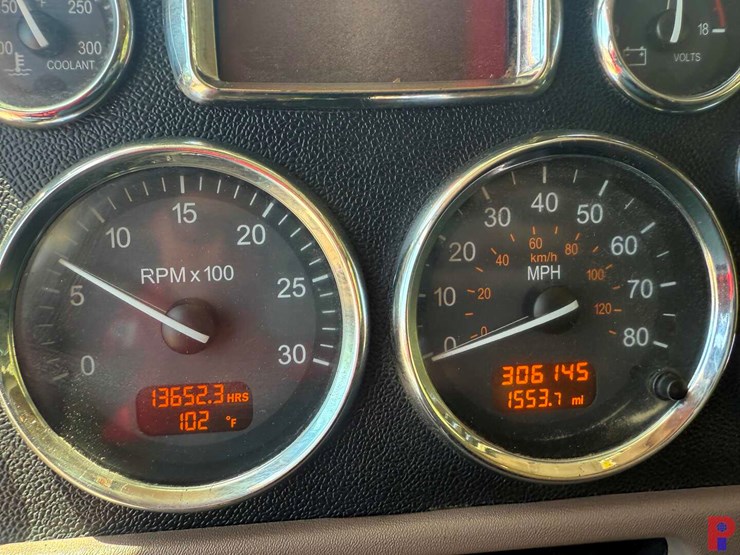 50 °F 250
00 300
COOLANT
18
VOLTS
0 5 10 15 20 25 30
RPM x 100
13652.3 HRS
102 °F
0 10 20 30 40 50 60 70 80
0 20 40 60 80 100 120
km/h
MPH
306145
1553.7 mi